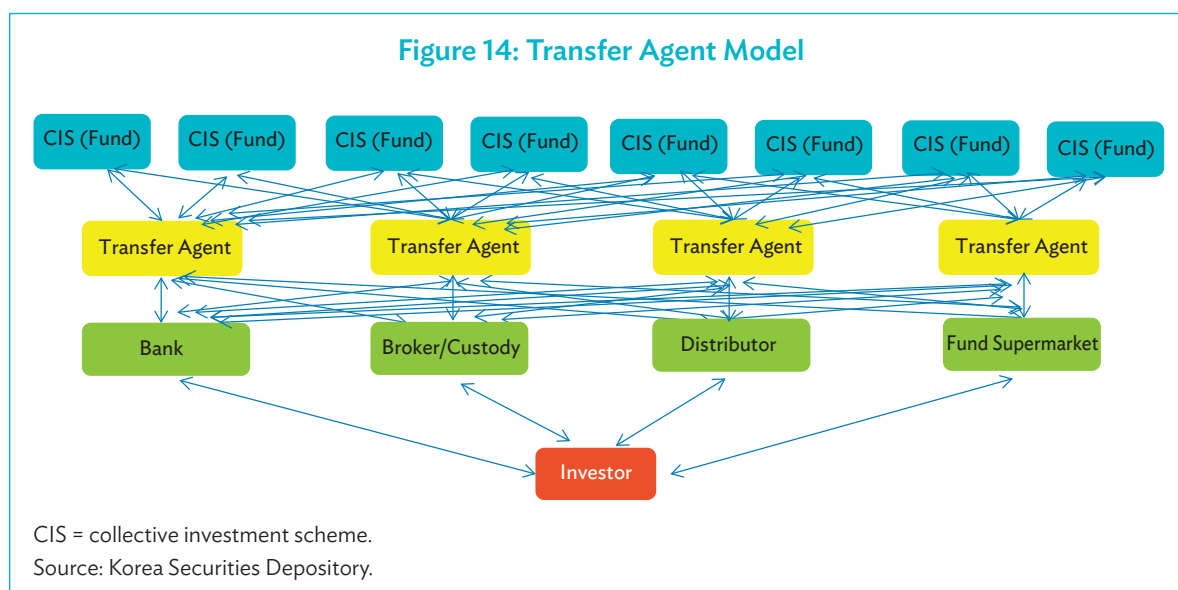 Figure 14: Transfer Agent Model
CIS (Fund)
CIS (Fund)
CIS (Fund)
CIS (Fund)
CIS (Fund)
CIS (Fund)
CIS (Fund)
CIS (Fund)
Transfer Agent
Transfer Agent
Transfer Agent
Transfer Agent
Bank
Broker/Custody
Distributor
Fund Supermarket
Investor
CIS = collective investment scheme.
Source: Korea Securities Depository.